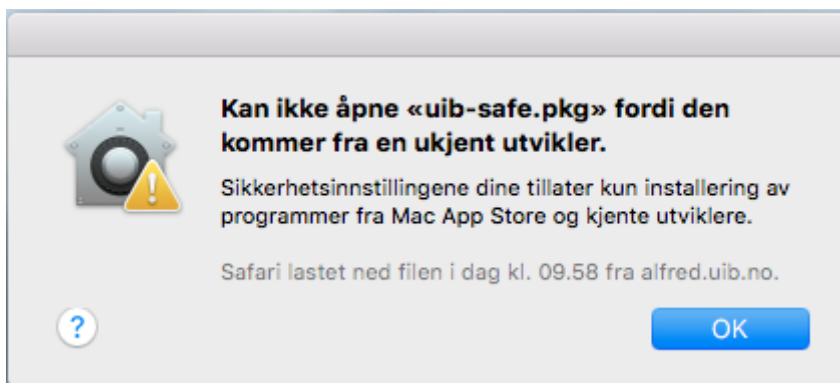 Kan ikke åpne «uib-safe.pkg» fordi den
kommer fra en ukjent utvikler.
Sikkerhetsinnstillingene dine tillater kun installering av
programmer fra Mac App Store og kjente utviklere.
Safari lastet ned filen i dag kl. 09.58 fra alfred.uib.no.
?
OK